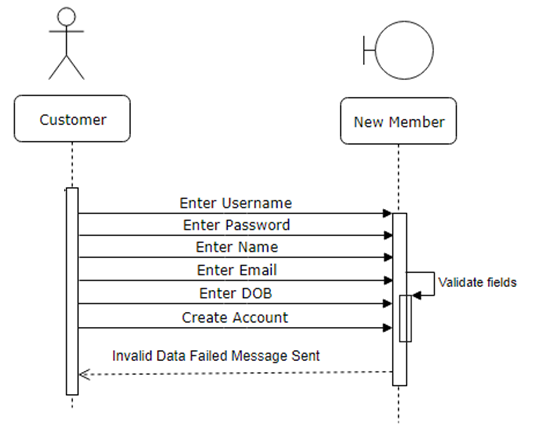 Customer
New Member
Enter Username
Enter Password
Enter Name
Enter Email
Validate fields
Enter DOB
Create Account
Invalid Data Failed Message Sent